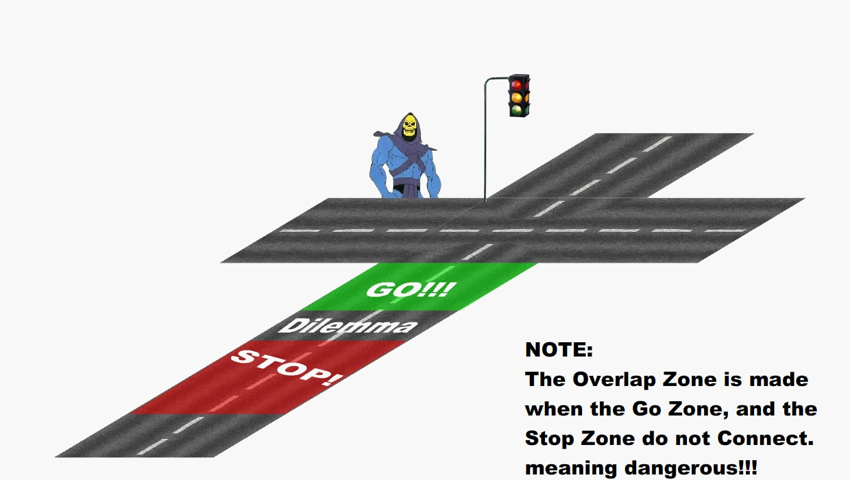 GO!!!
Dilemma
STOP!
NOTE:
The Overlap Zone is made
when the Go Zone, and the
Stop Zone do not Connect.
meaning dangerous!!!